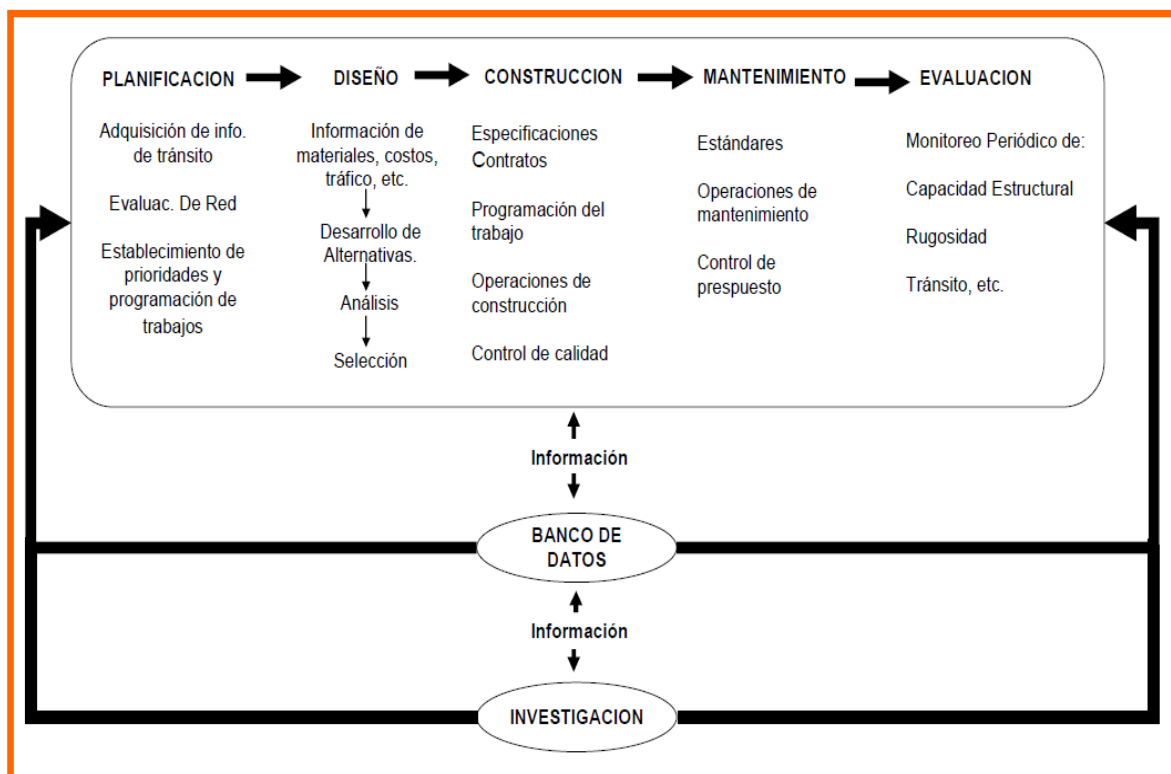 PLANIFICACION
DISEÑO
CONSTRUCCION
MANTENIMIENTO
EVALUACION
Adquisición de info.
de tránsito
Evaluac. De Red
Establecimiento de
prioridades y
programación de
trabajos
Información de
materiales, costos,
tráfico, etc.
Desarrollo de
Alternativas.
Análisis
Selección
Especificaciones
Contratos
Programación del
trabajo
Operaciones de
construcción
Control de calidad
Estándares
Operaciones de
mantenimiento
Control de
prespuesto
Monitoreo Periódico de:
Capacidad Estructural
Rugosidad
Tránsito, etc.
Información
BANCO DE
DATOS
Información
INVESTIGACION